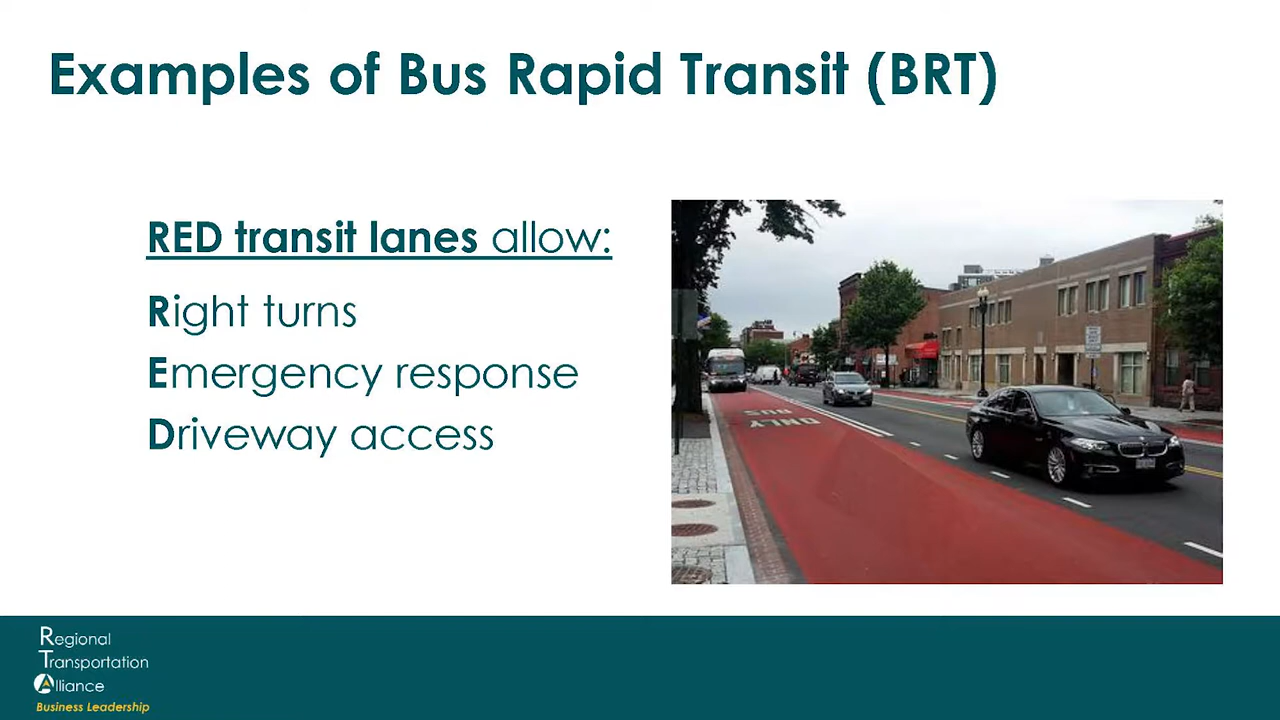 Examples of Bus Rapid Transit (BRT)
RED transit lanes allow:
Right turns
Emergency response
Driveway access
BUS
ONLY
Regional
Transportation
Alliance
Business Leadership